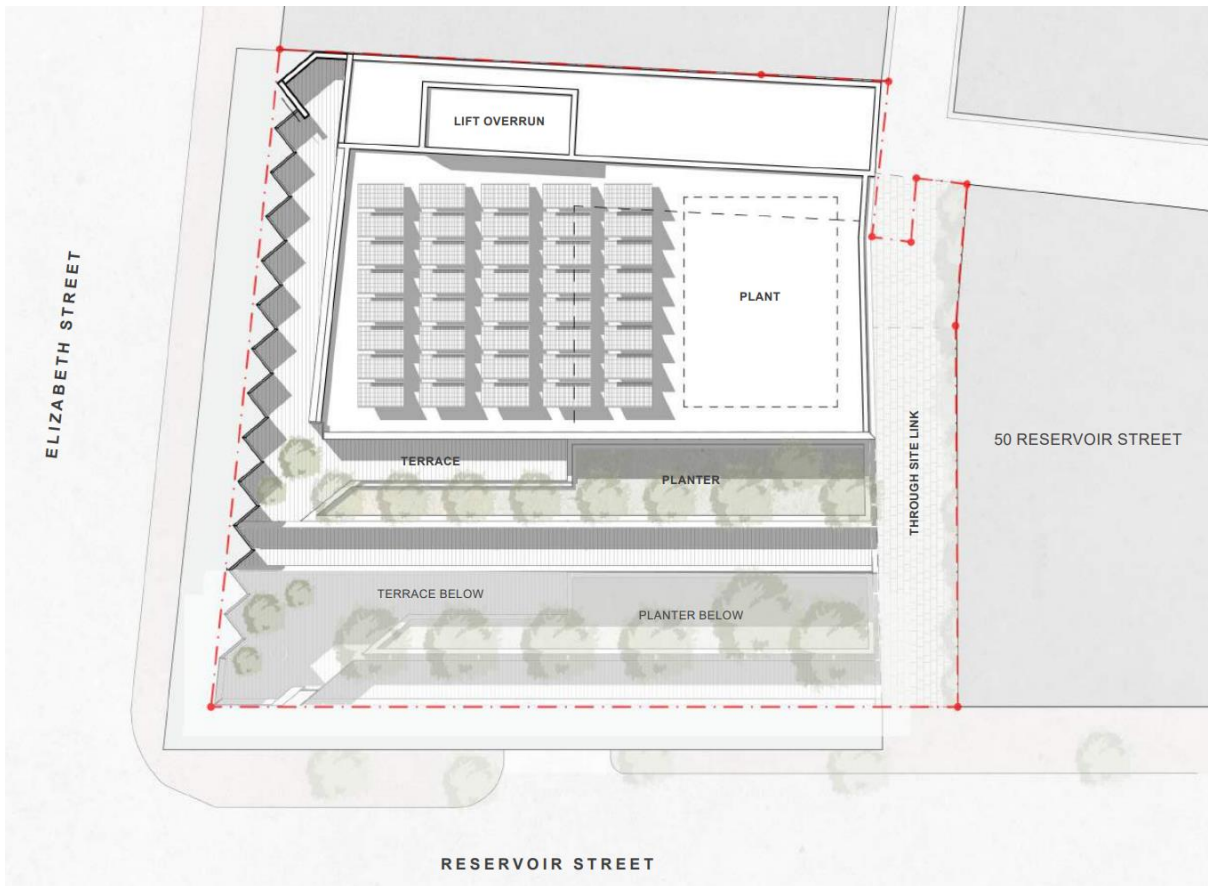 LIFT OVERRUN
PLANT
ELIZABETH STREET
50 RESERVOIR STREET
TERRACE
PLANTER
THROUGH SITE LINK
TERRACE BELOW
PLANTER BELOW
RESERVOIR STREET